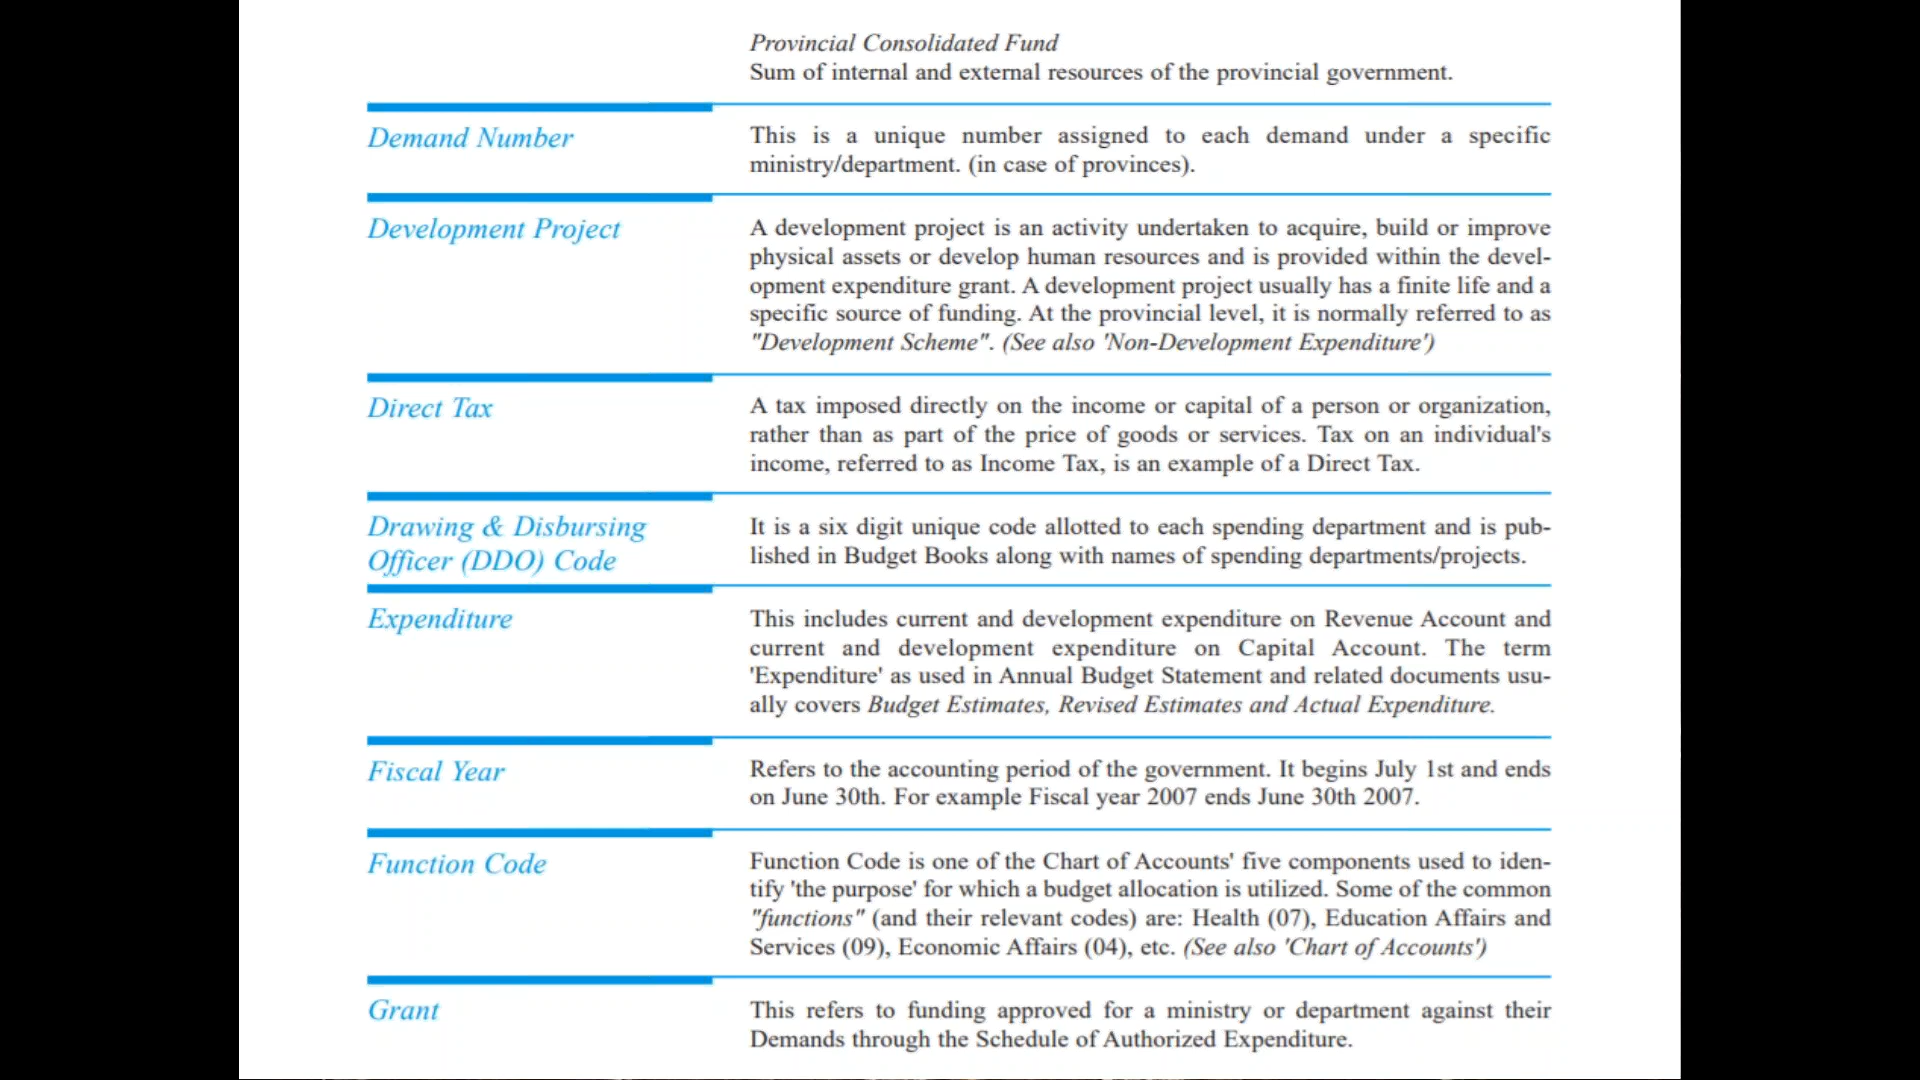 Provincial Consolidated Fund
Sum of internal and external resources of the provincial government.
Demand Number
This is a unique number assigned to each demand under a specific
ministry/department. (in case of provinces).
Development Project
A development project is an activity undertaken to acquire, build or improve
physical assets or develop human resources and is provided within the devel-
opment expenditure grant. A development project usually has a finite life and a
specific source of funding. At the provincial level, it is normally referred to as
"Development Scheme". (See also 'Non-Development Expenditure')
Direct Tax
A tax imposed directly on the income or capital of a person or organization,
rather than as part of the price of goods or services. Tax on an individual's
income, referred to as Income Tax, is an example of a Direct Tax.
Drawing & Disbursing
Officer (DDO) Code
It is a six digit unique code allotted to each spending department and is pub-
lished in Budget Books along with names of spending departments/projects.
Expenditure
This includes current and development expenditure on Revenue Account and
current and development expenditure on Capital Account. The term
'Expenditure' as used in Annual Budget Statement and related documents usu-
ally covers Budget Estimates, Revised Estimates and Actual Expenditure.
Fiscal Year
Refers to the accounting period of the government. It begins July 1st and ends
on June 30th. For example Fiscal year 2007 ends June 30th 2007.
Function Code
Function Code is one of the Chart of Accounts' five components used to iden-
tify 'the purpose' for which a budget allocation is utilized. Some of the common
"functions" (and their relevant codes) are: Health (07), Education Affairs and
Services (09), Economic Affairs (04), etc. (See also 'Chart of Accounts')
Grant
This refers to funding approved for a ministry or department against their
Demands through the Schedule of Authorized Expenditure.